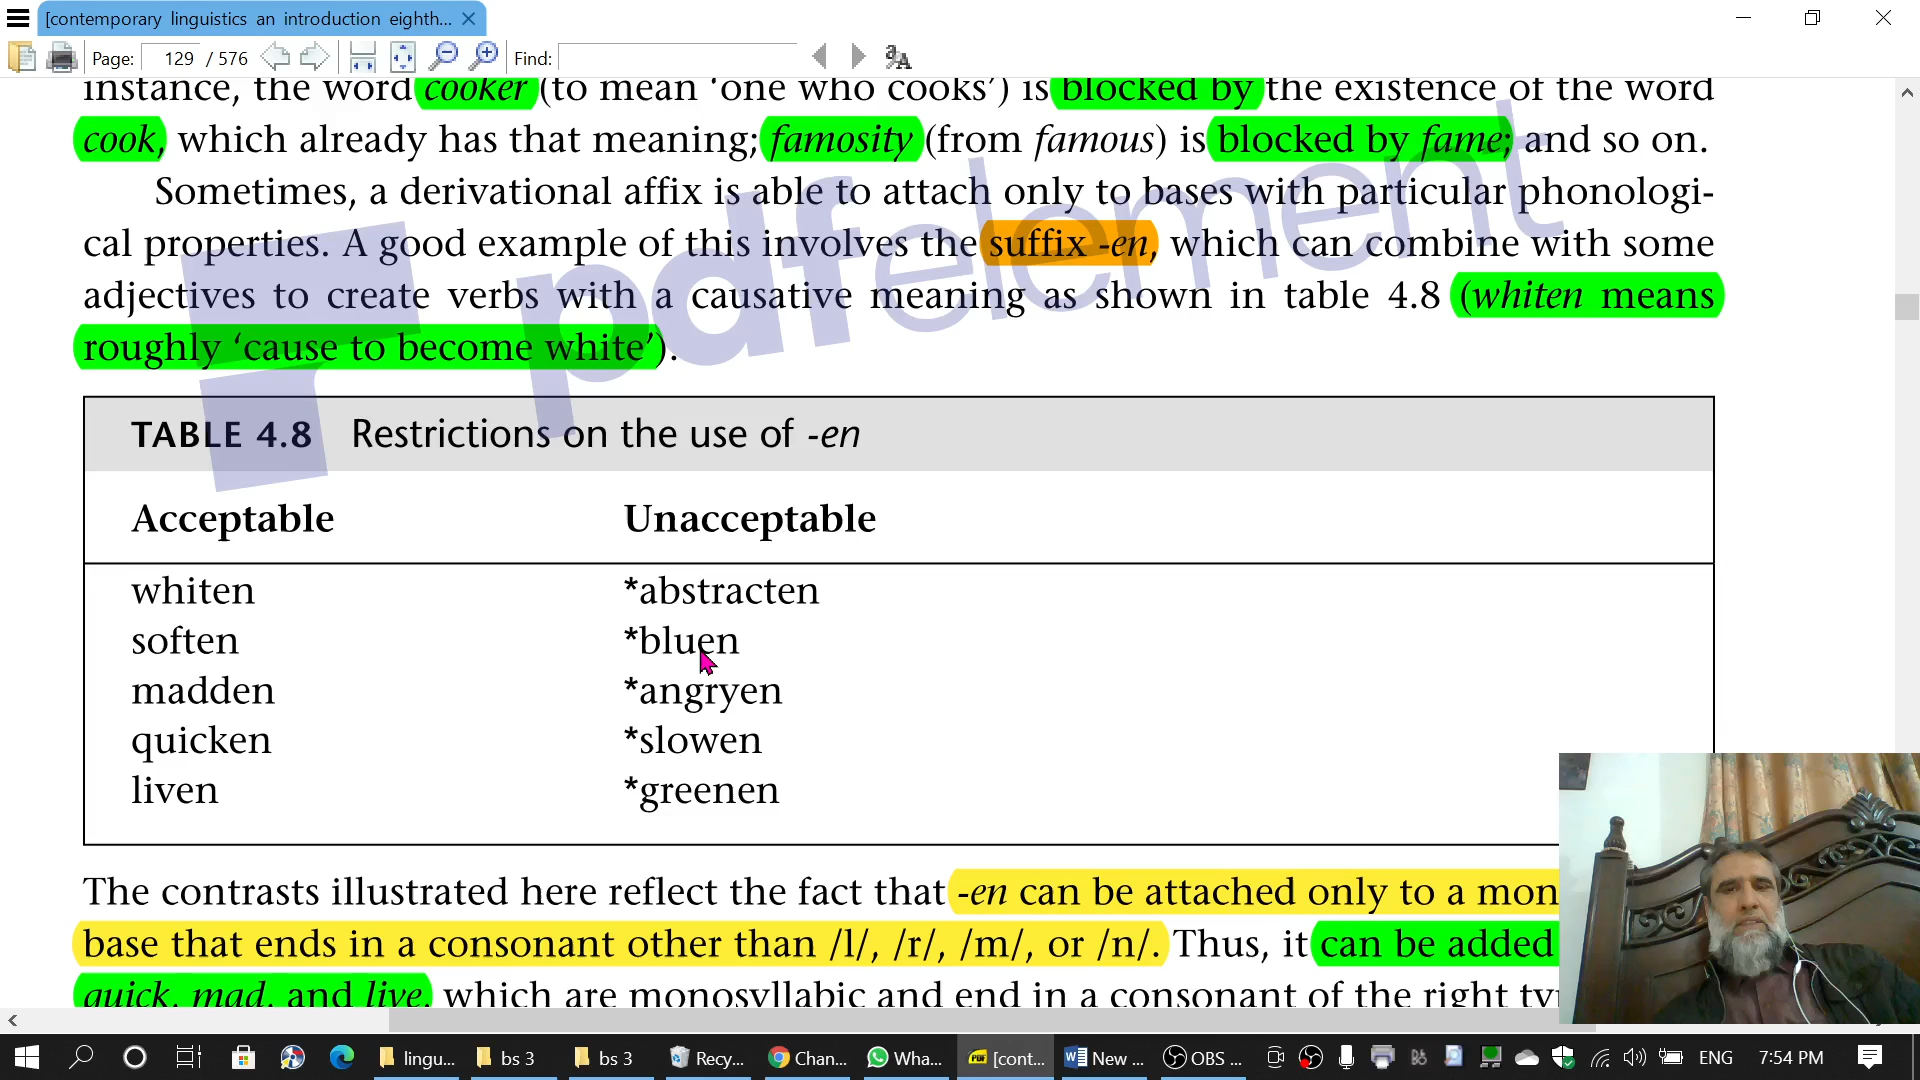 [contemporary linguistics an introduction eighth...
Page: 129 / 576 Find:
instance, the word cooker (to mean ‘one who cooks’) is blocked by the existence of the word
cook, which already has that meaning; famosity (from famous) is blocked by fame; and so on.
Sometimes, a derivational affix is able to attach only to bases with particular phonologi-
cal properties. A good example of this involves the suffix -en, which can combine with some
adjectives to create verbs with a causative meaning as shown in table 4.8 (whiten means
roughly ‘cause to become white’).
pdfelement
TABLE 4.8 Restrictions on the use of -en
Acceptable Unacceptable
whiten *abstracten
soften *bluen
madden *angryen
quicken *slowen
liven *greenen
The contrasts illustrated here reflect the fact that -en can be attached only to a mon
base that ends in a consonant other than /l/, /r/, /m/, or /n/. Thus, it can be added
quick, mad, and live, which are monosyllabic and end in a consonant of the right ty
lingu... bs 3 bs 3 Recy... Chan... Wha... [cont... New ... OBS ... ENG 7:54 PM